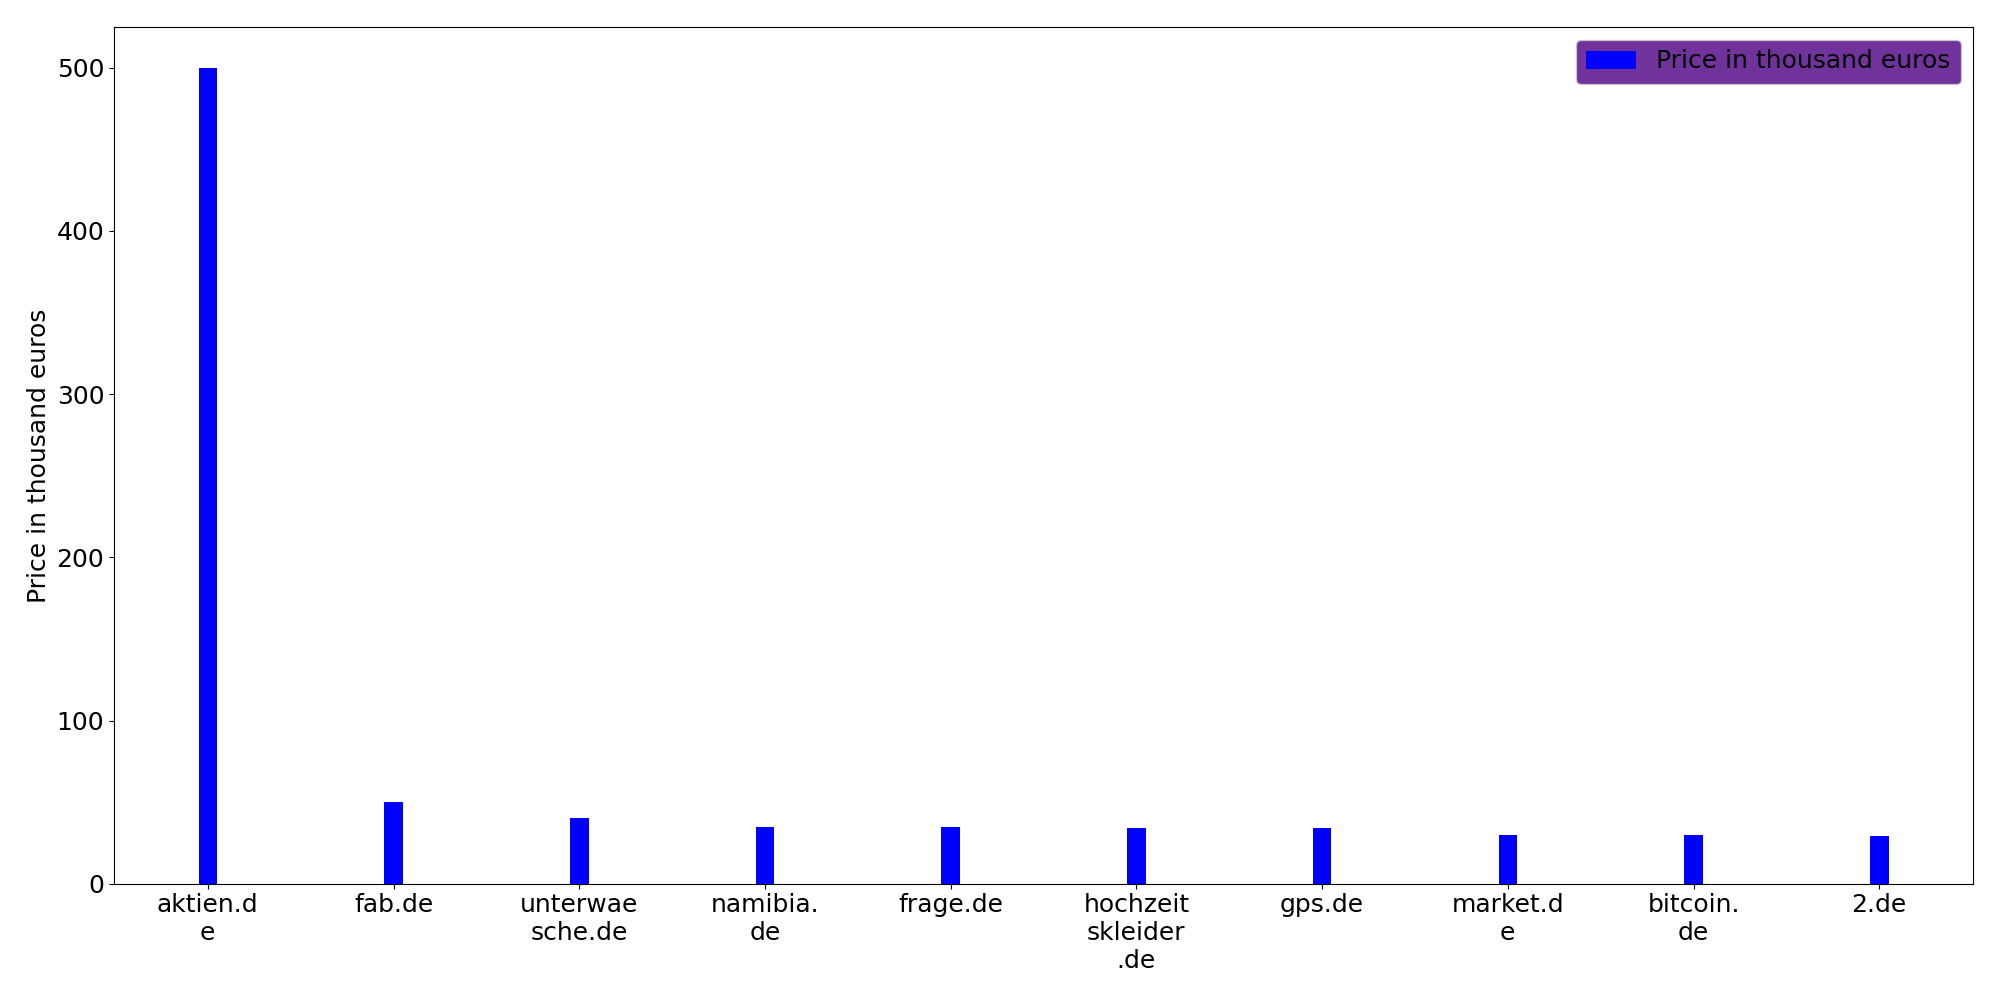 Price in thousand euros
500
400
300
200
100
0
Price in thousand euros
aktien.d
e
fab.de
unterwae
sche.de
namibia.
de
frage.de
hochzeit
skleider
.de
gps.de
market.d
e
bitcoin.
de
2.de